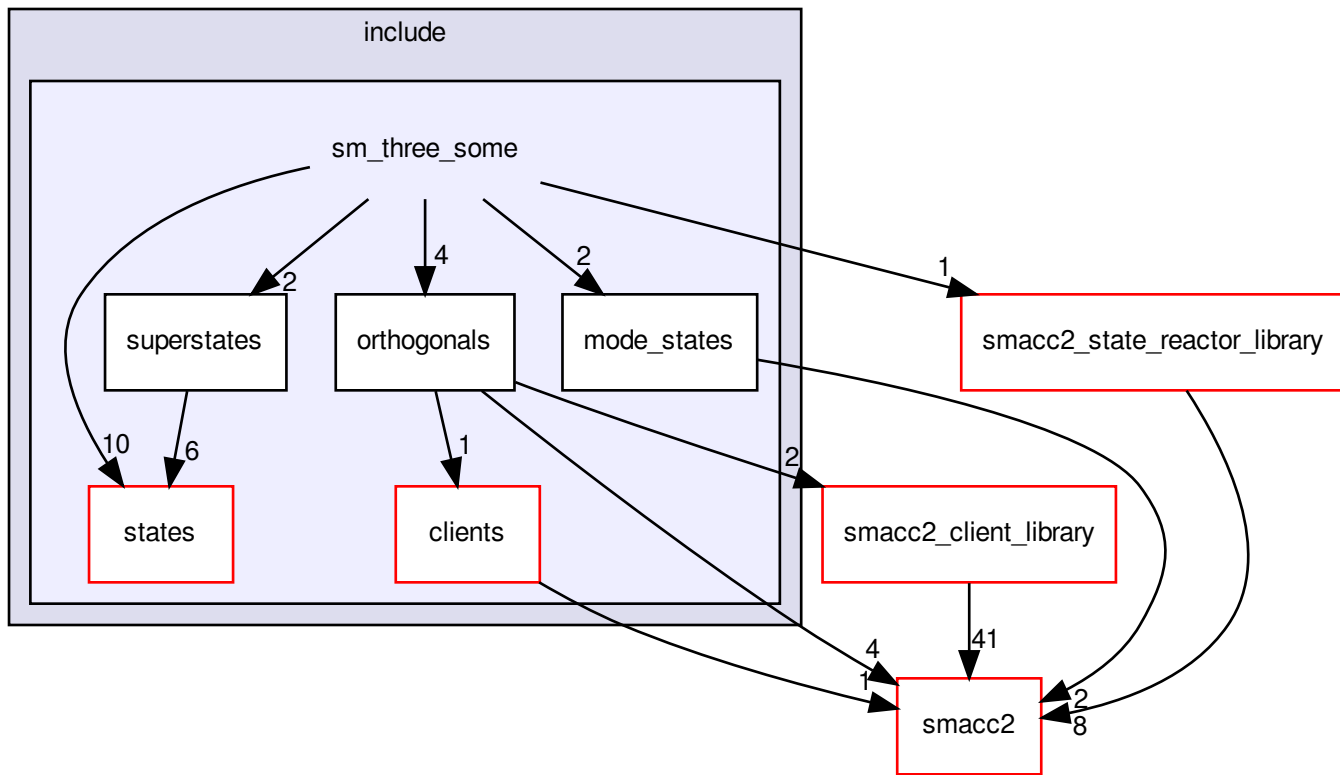 include
sm_three_some
2
4
2
1
superstates
orthogonals
mode_states
smacc2_state_reactor_library
10
6
1
2
states
clients
smacc2_client_library
4
1
41
2
8
smacc2